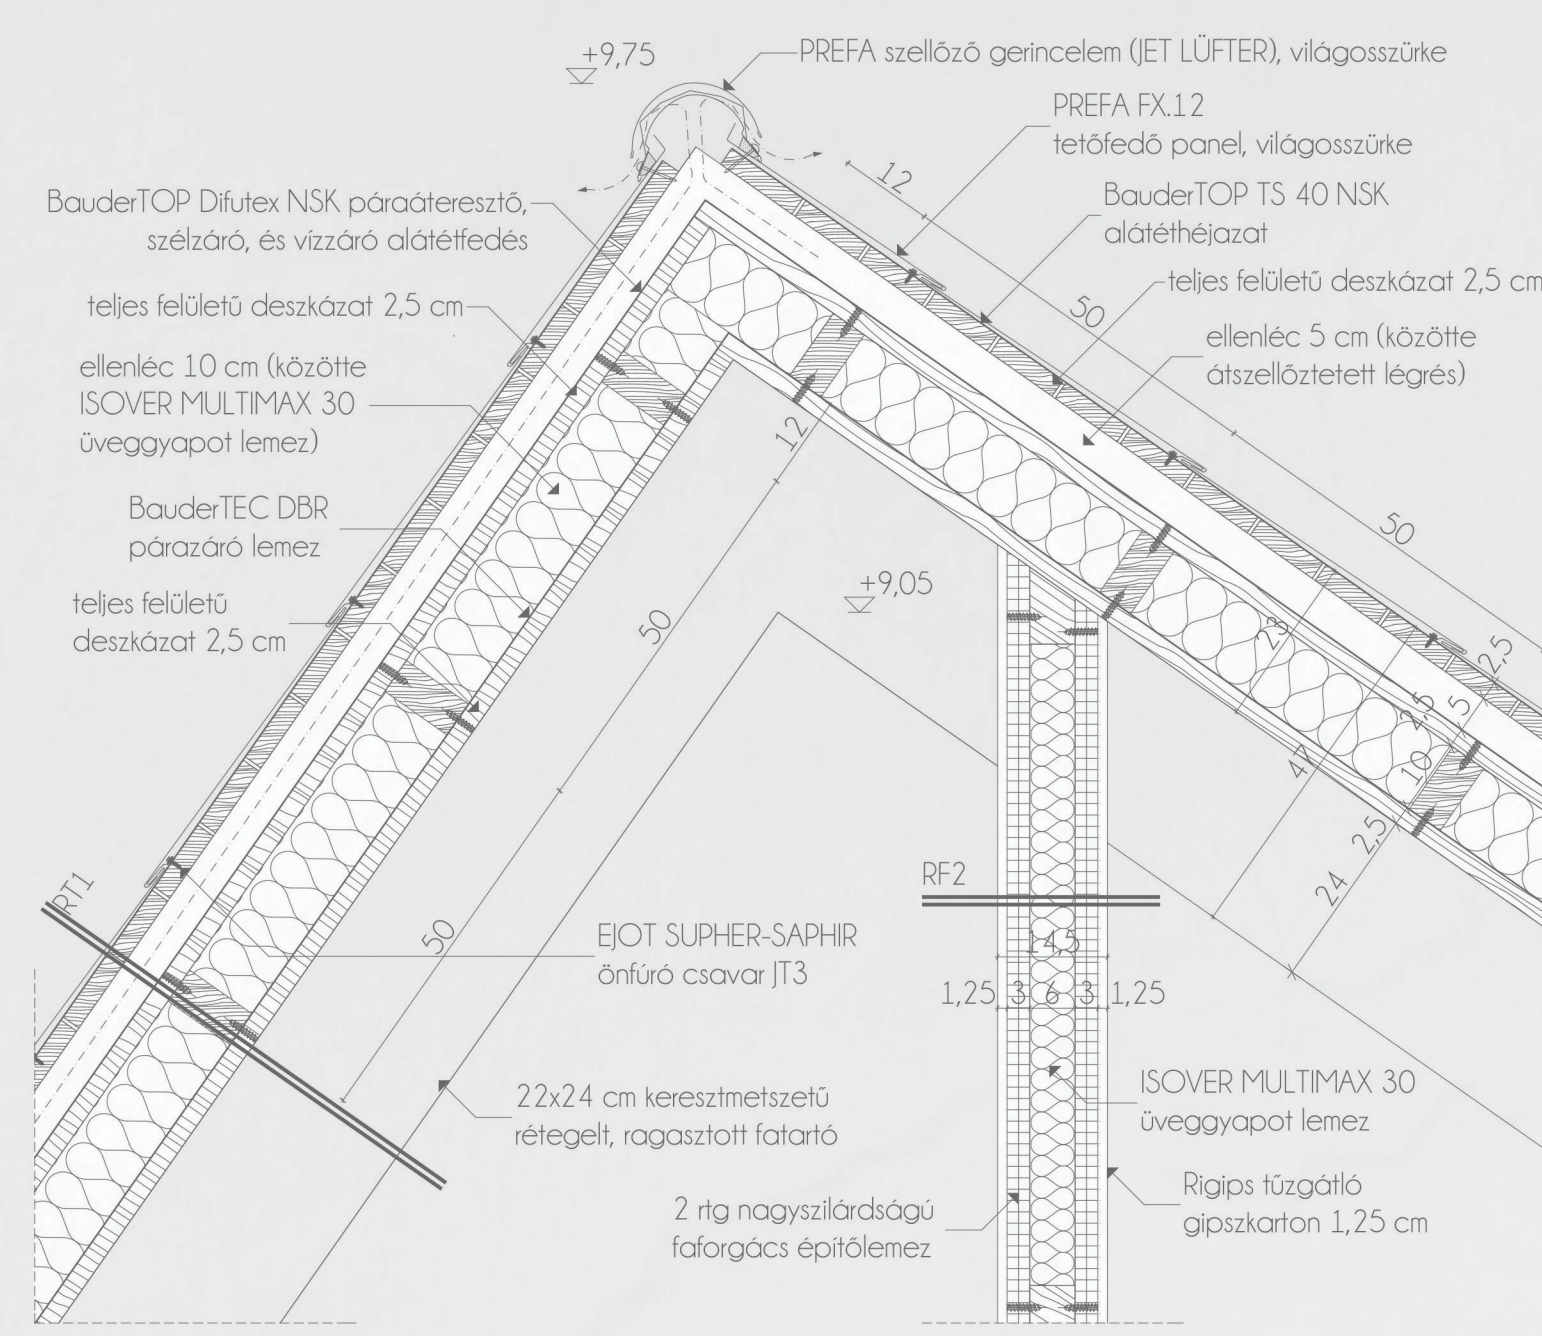 +9,75
PREFA szellőző gerincelem (JET LÜFTER), világosszürke
PREFA FX.12
tetőfedő panel, világosszürke
12
BauderTOP Difutex NSK páraáteresztő,
szélzáró, és vízzáró alátétfedés
BauderTOP TS 40 NSK
alátéthéjazat
teljes felületű deszkázat 2,5 cm
teljes felületű deszkázat 2,5 cm
50
ellenléc 5 cm (közötte
átszellőztetett légrés)
ellenléc 10 cm (közötte
ISOVER MULTIMAX 30
üveggyapot lemez)
12
BauderTEC DBR
párazáró lemez
50
+9,05
teljes felületű
deszkázat 2,5 cm
50
23
2,5
5
2,5
10
47
2,5
24
RT1
RF2
50
EJOT SUPHER-SAPHIR
önfúró csavar JT3
14,5
1,25 3 6 3 1,25
22x24 cm keresztmetszetű
rétegelt, ragasztott fatartó
ISOVER MULTIMAX 30
üveggyapot lemez
2 rtg nagyszilárdságú
faforgács építőlemez
Rigips tűzgátló
gipszkarton 1,25 cm